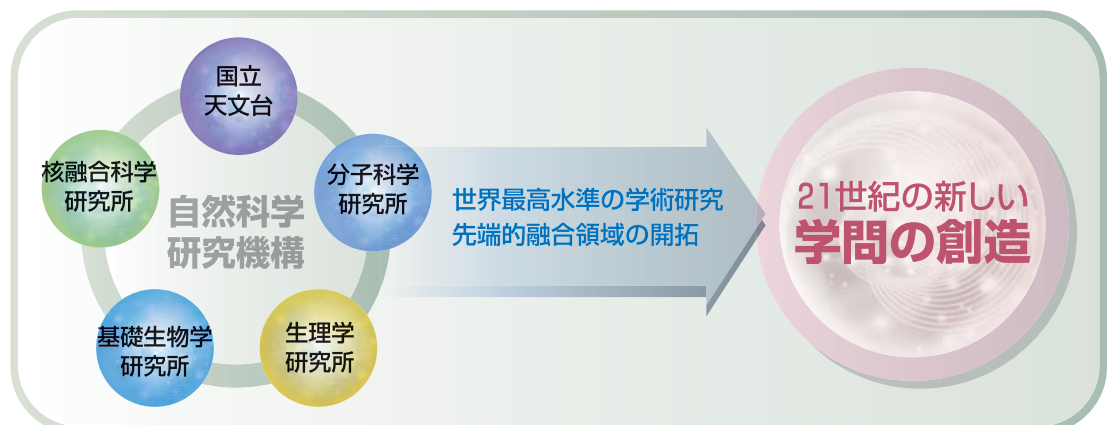 国立
天文台
核融合科学
研究所
分子科学
研究所
自然科学
研究機構
基礎生物学
研究所
生理学
研究所
世界最高水準の学術研究
先端的融合領域の開拓
21世紀の新しい
学問の創造